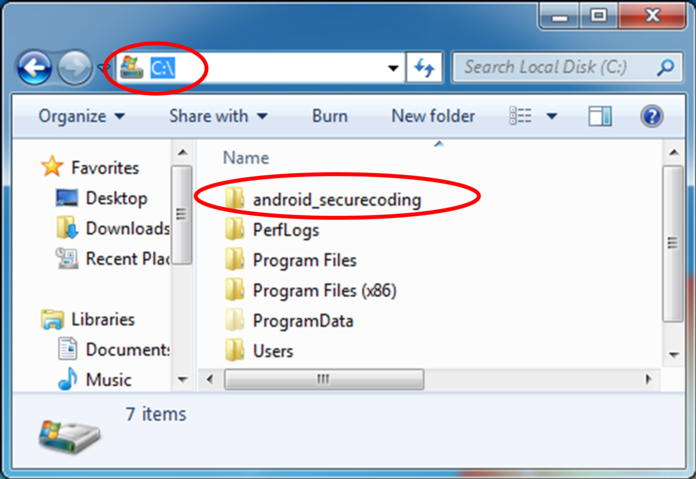 C:\
Search Local Disk (C:)
Organize
Share with
Burn
New folder
Favorites
Desktop
Downloads
Recent Plac
Libraries
Document
Music
Name
android_securecoding
PerfLogs
Program Files
Program Files (x86)
ProgramData
Users
7 items